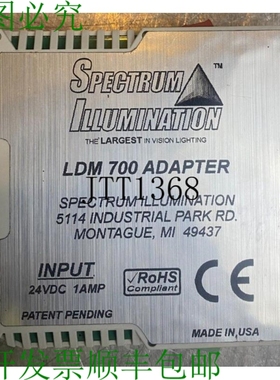 图必究
SPECTRUM
TM
ILLUMINATION
THE LARGEST IN VISION LIGHTING
LDM 700 ADAPTER
JTT1368
SPECTRUM ILLUMINATION
5114 INDUSTRIAL PARK RD.
MONTAGUE, MI 49437
INPUT
24VDC 1AMP
RoHS
Compliant
CE
PATENT PENDING
MADE IN USA
开发票顺丰包邮